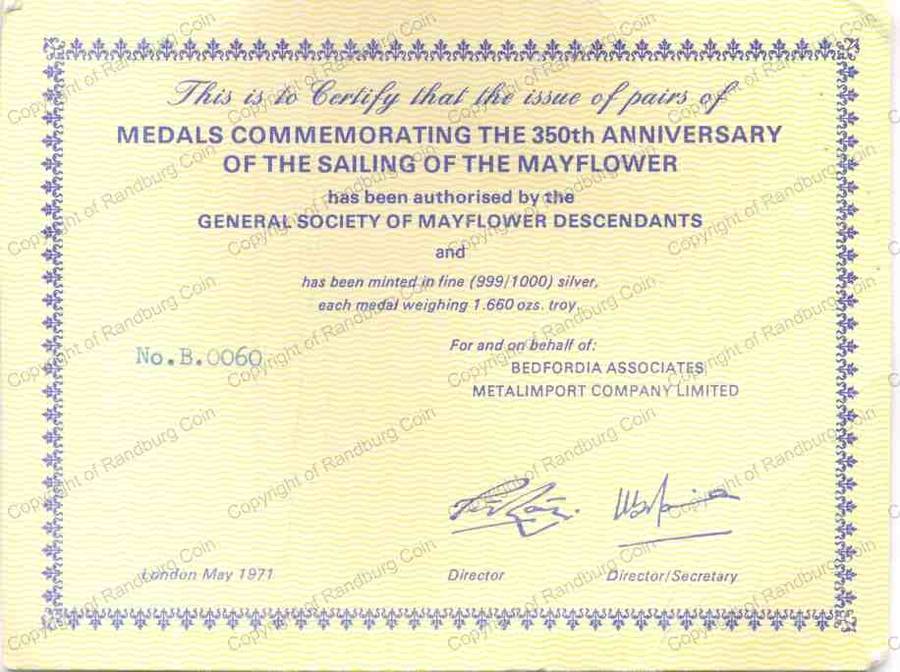 This is to Certify that the issue of pairs of
MEDALS COMMEMORATING THE 350th ANNIVERSARY
OF THE SAILING OF THE MAYFLOWER
has been authorised by the
GENERAL SOCIETY OF MAYFLOWER DESCENDANTS
and
has been minted in fine (999/1000) silver,
each medal weighing 1.660 ozs. troy.
No.B.0060
For and on behalf of:
BEDFORDIA ASSOCIATES
METALIMPORT COMPANY LIMITED
London May 1971
Director
Director/Secretary
Copyright of Randburg Coin